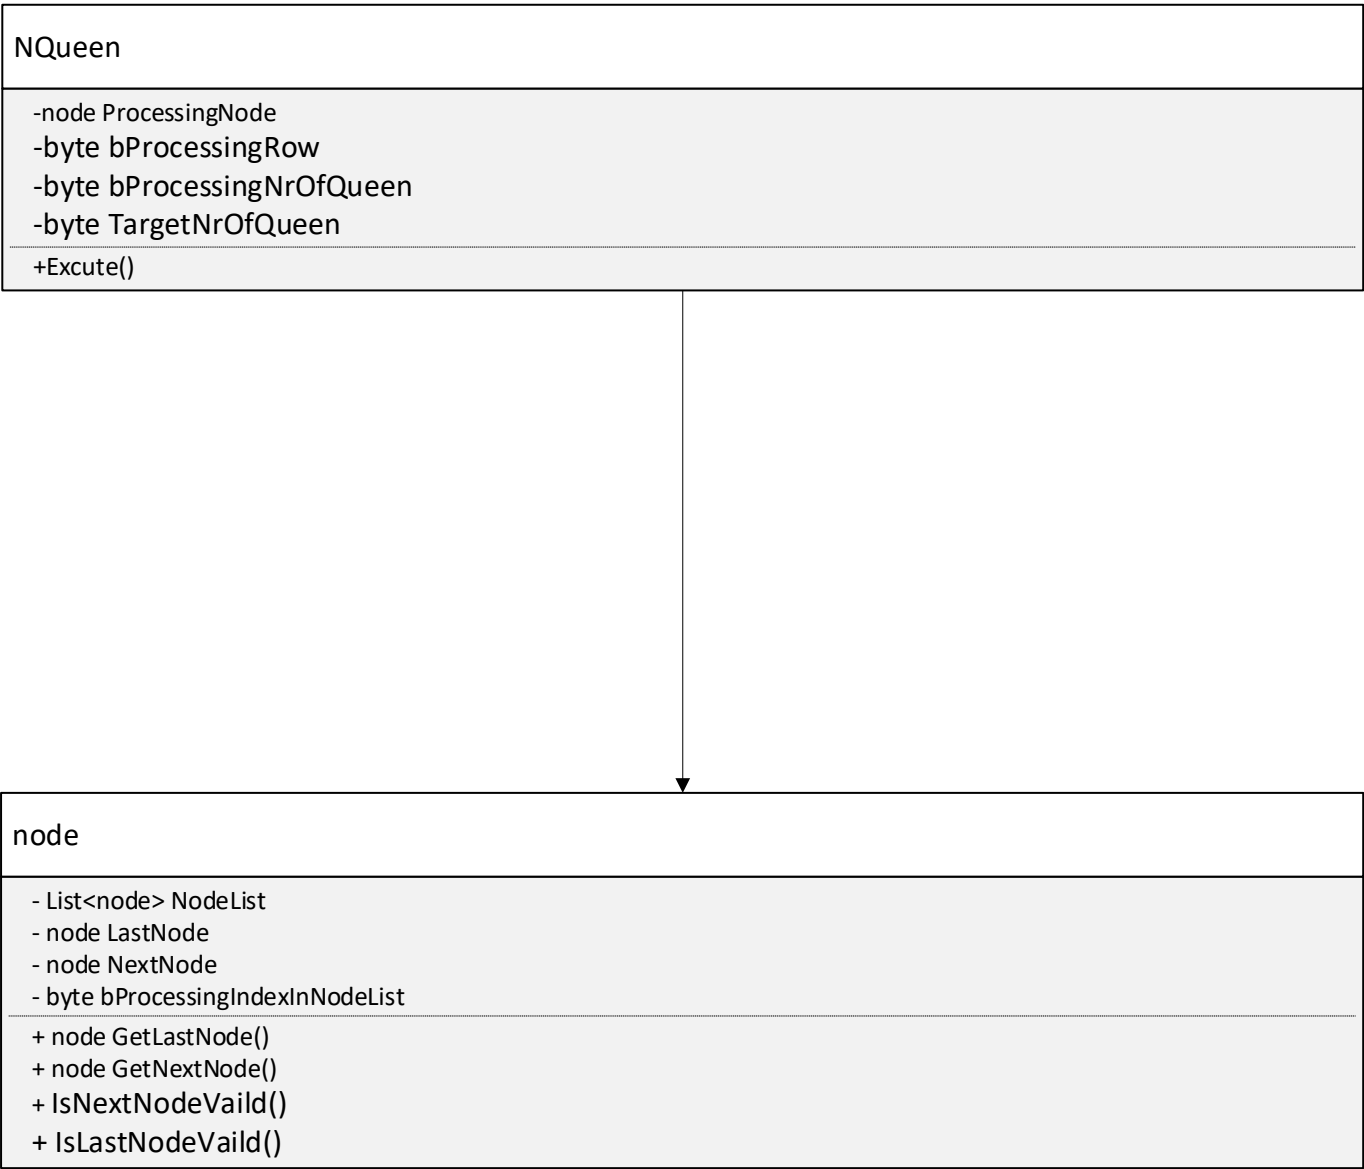 NQueen
-node ProcessingNode
-byte bProcessingRow
-byte bProcessingNrOfQueen
-byte TargetNrOfQueen
+Excute()
node
- List<node> NodeList
- node LastNode
- node NextNode
- byte bProcessingIndexInNodeList
+ node GetLastNode()
+ node GetNextNode()
+ IsNextNodeVaild()
+ IsLastNodeVaild()